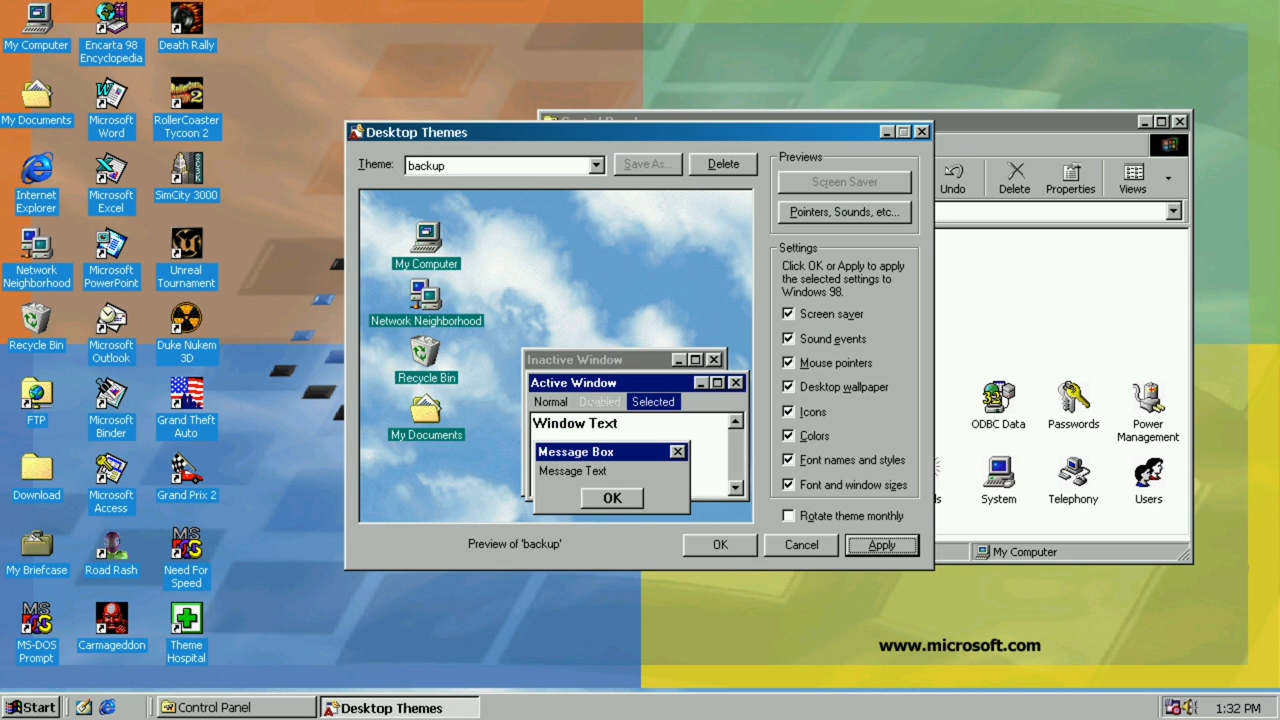 My Computer
Encarta 98
Encyclopedia
Death Rally
My Documents
Microsoft
Word
RollerCoaster
Tycoon 2
Internet
Explorer
Microsoft
Excel
SimCity 3000
Network
Neighborhood
Microsoft
PowerPoint
Unreal
Tournament
Recycle Bin
Microsoft
Outlook
Duke Nukem
3D
FTP
Microsoft
Binder
Grand Theft
Auto
Download
Microsoft
Access
Grand Prix 2
My Briefcase
Road Rash
Need For
Speed
MS-DOS
Prompt
Carmageddon
Theme
Hospital
Desktop Themes
Theme:
backup
Save As...
Delete
My Computer
Network Neighborhood
Recycle Bin
My Documents
Inactive Window
Active Window
Normal Disabled Selected
Window Text
Message Box
Message Text
OK
Preview of 'backup'
Previews
Screen Saver
Pointers, Sounds, etc...
Settings
Click OK or Apply to apply
the selected settings to
Windows 98.
Screen saver
Sound events
Mouse pointers
Desktop wallpaper
Icons
Colors
Font names and styles
Font and window sizes
Rotate theme monthly
OK
Cancel
Apply
Undo
Delete
Properties
Views
ODBC Data
Passwords
Power
Management
System
Telephony
Users
My Computer
www.microsoft.com
Start
Control Panel
Desktop Themes
1:32 PM